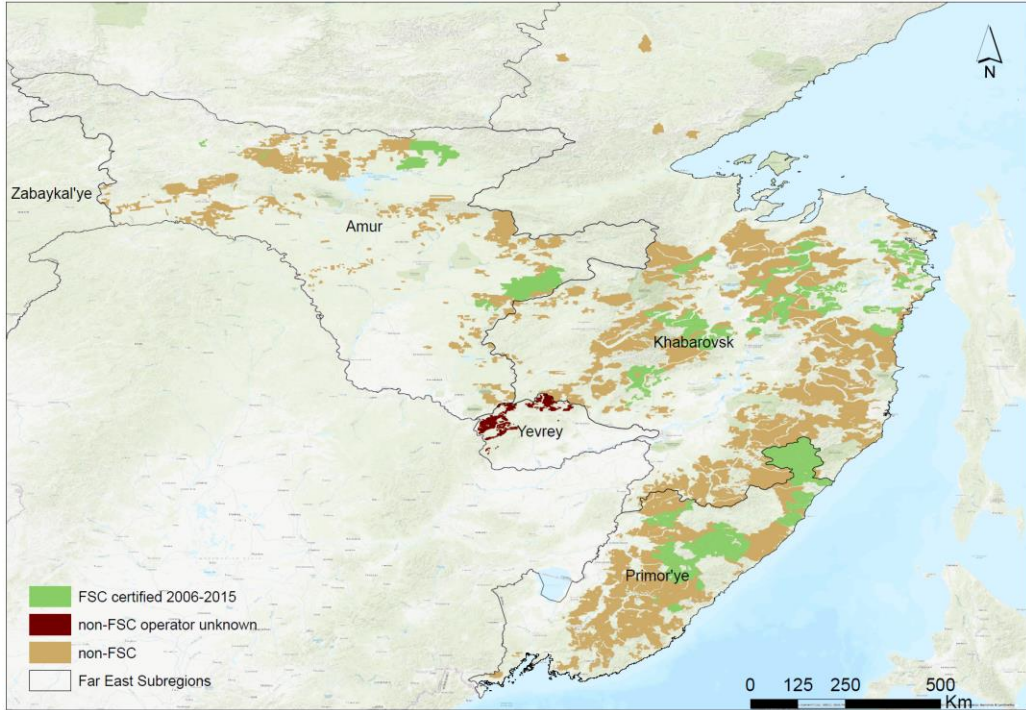 N
Zabaykal'ye
Amur
Khabarovsk
Yevrey
Primor'ye
FSC certified 2006-2015
non-FSC operator unknown
non-FSC
Far East Subregions
0 125 250 500
Km